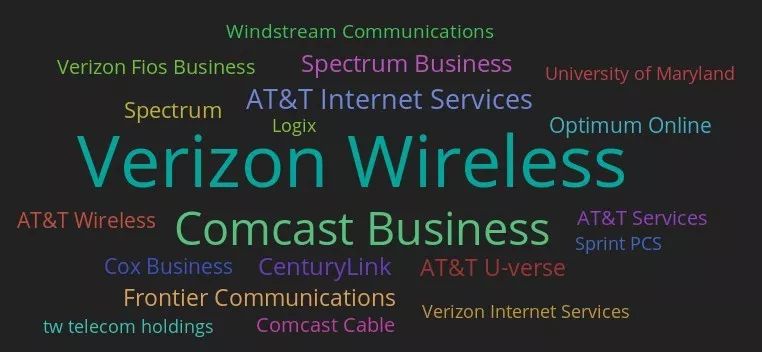 Windstream Communications
Verizon Fios Business
Spectrum Business
University of Maryland
Spectrum
AT&T Internet Services
Logix
Optimum Online
Verizon Wireless
AT&T Wireless
Comcast Business
AT&T Services
Sprint PCS
Cox Business
CenturyLink
AT&T U-verse
Frontier Communications
Verizon Internet Services
tw telecom holdings
Comcast Cable